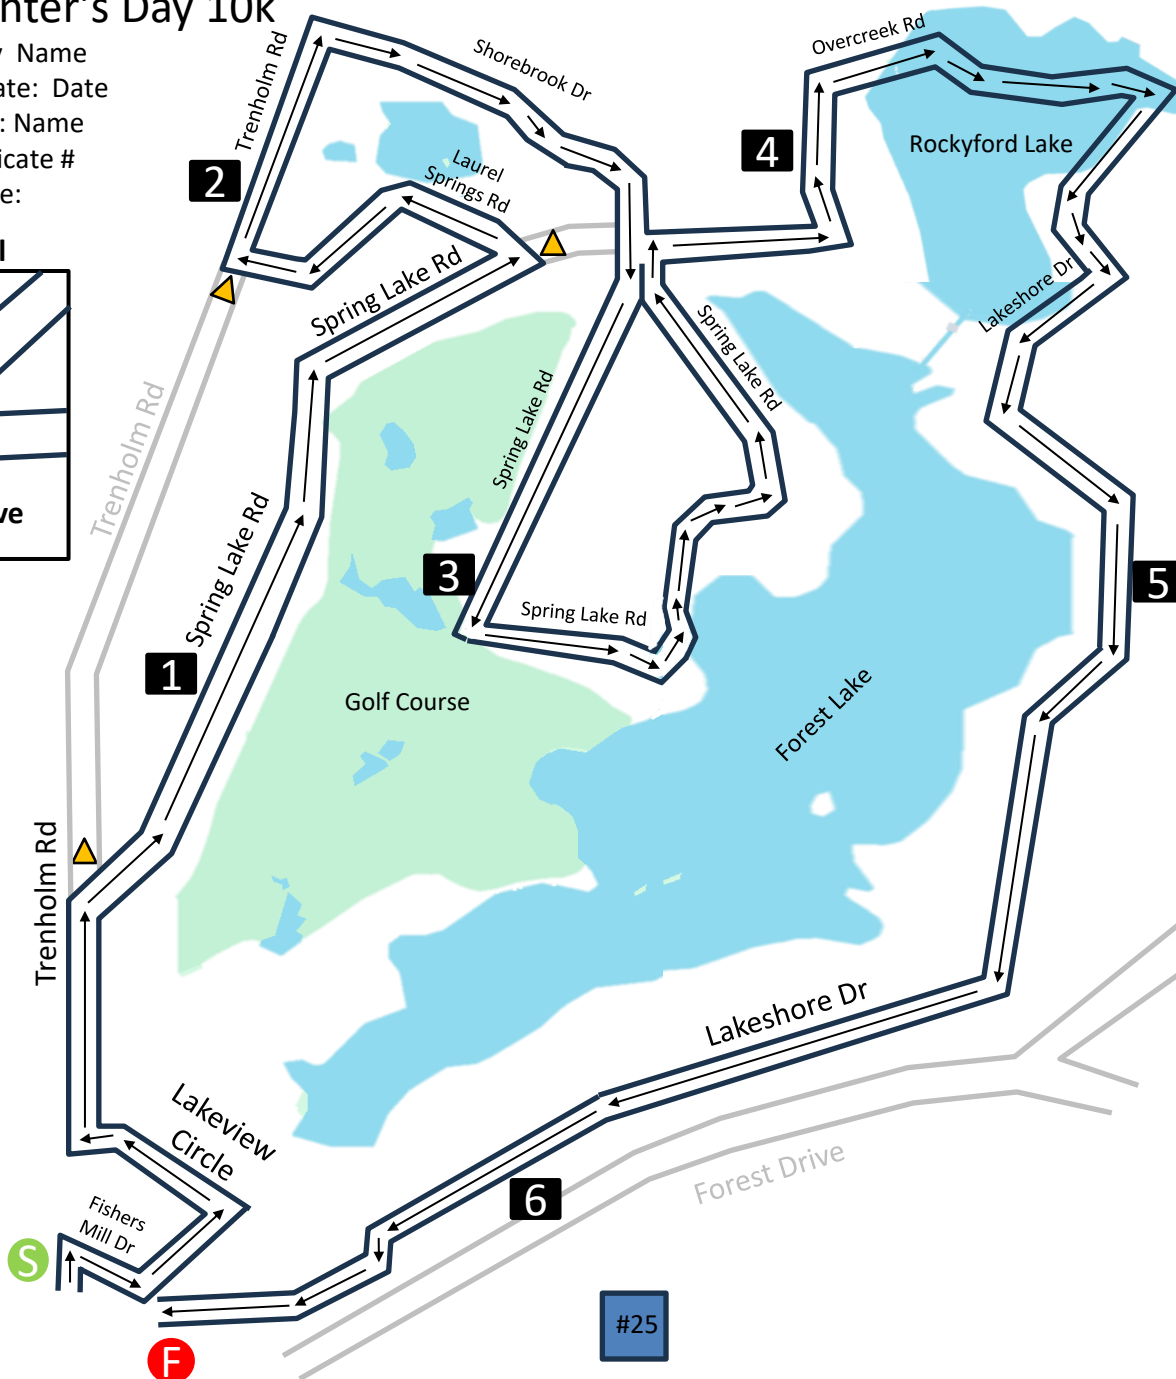 nter's Day 10k
Name
ate: Date
: Name
icate #
e:
l
ve
Trenholm Rd
Shorebrook Dr
Overcreek Rd
Rockyford Lake
4
2
Laurel
Springs Rd
Spring Lake Rd
Lakeshore Dr
Spring Lake Rd
Spring Lake Rd
Trenholm Rd
Spring Lake Rd
3
5
Spring Lake Rd
1
Golf Course
Forest Lake
Trenholm Rd
Lakeshore Dr
Lakeview
Circle
Forest Drive
6
Fishers
Mill Dr
S
#25
F